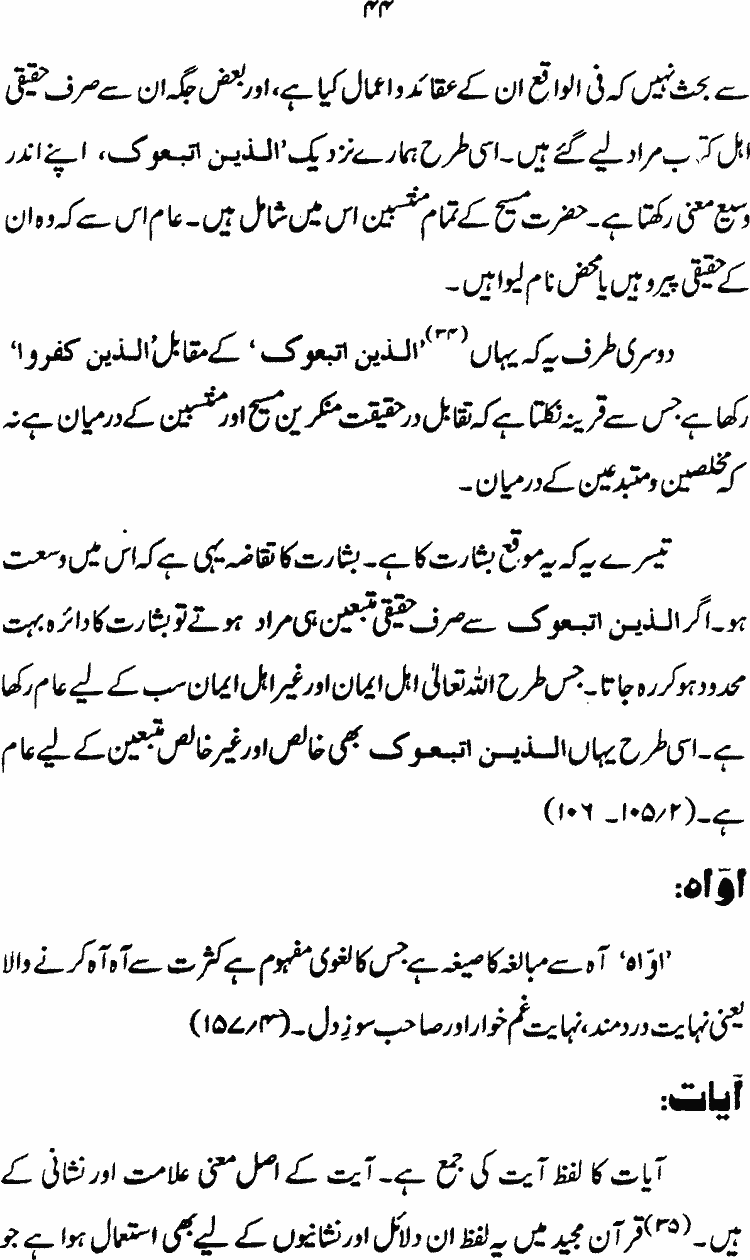 ۴۴
سے بحث نہیں کہ فی الواقع ان کے عقائد و اعمال کیا ہے، اور بعض جگہ ان سے صرف حقیقی
اہل کتاب مراد لیے گئے ہیں۔ اسی طرح ہمارے نزدیک ’الذین اتبعوک‘ اپنے اندر
وسیع معنی رکھتا ہے۔ حضرت مسیح کے تمام منتسبین اس میں شامل ہیں۔ عام اس سے کہ وہ ان
کے حقیقی پیرو ہیں یا محض نام لیوا ہیں۔
دوسری طرف یہ کہ یہاں (۳۴)’الذین اتبعوک‘ کے مقابل ’الذین کفروا‘
رکھا ہے جس سے قرینہ نکلتا ہے کہ تقابل درحقیقت منکرین مسیح اور منتسبین کے درمیان ہے نہ
کہ مخلصین و متبدعین کے درمیان۔
تیسرے یہ کہ یہ موقع بشارت کا ہے۔ بشارت کا تقاضہ یہی ہے کہ اس میں وسعت
ہو۔ اگر الذین اتبعوک سے صرف حقیقی متبعین ہی مراد ہوتے تو بشارت کا دائرہ بہت
محدود ہو کر رہ جاتا۔ جس طرح اللہ تعالیٰ اہل ایمان اور غیر اہل ایمان سب کے لیے عام رکھا
ہے۔ اسی طرح یہاں الذین اتبعوک بھی خالص اور غیر خالص متبعین کے لیے عام
ہے۔ (۲/۱۰۵۔ ۱۰۶)
اوّاہ:
’اوّاہ‘ آہ سے مبالغہ کا صیغہ ہے جس کا لغوی مفہوم ہے کثرت سے آہ آہ کرنے والا
یعنی نہایت دردمند، نہایت غم خوار اور صاحب سوزِ دل۔ (۴/۱۵۷)
آیات:
آیات کا لفظ آیت کی جمع ہے۔ آیت کے اصل معنی علامت اور نشانی کے
ہیں۔ (۳۵) قرآن مجید میں یہ لفظ ان دلائل اور نشانیوں کے لیے بھی استعمال ہوا ہے جو